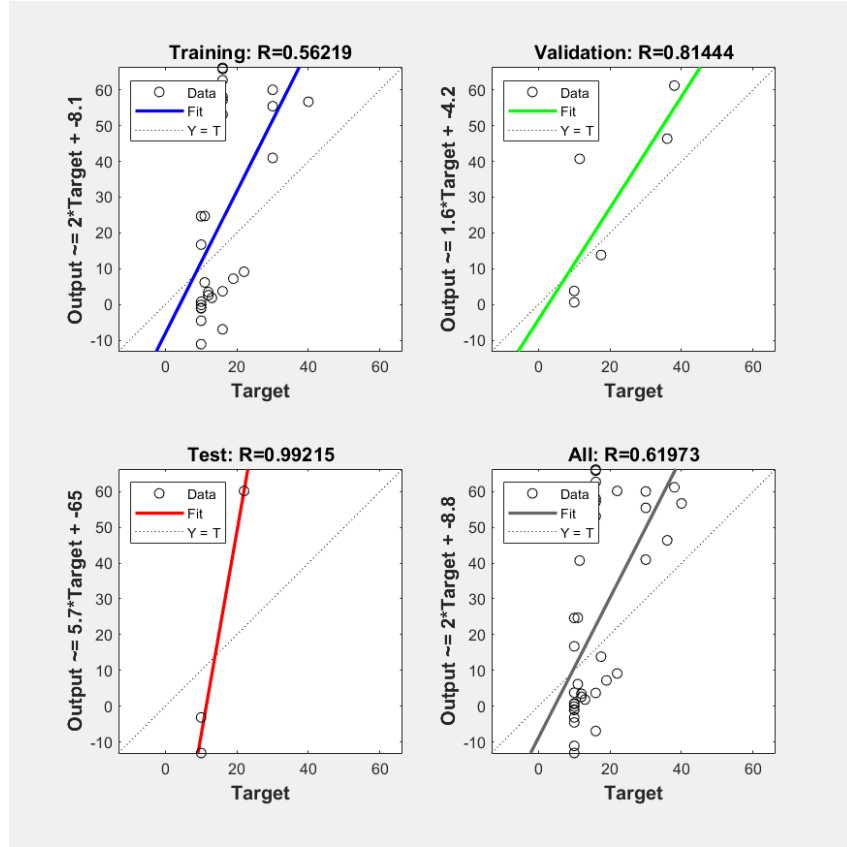 Training: R=0.56219
Output ~= 2*Target + -8.1
60
50
40
30
20
10
0
-10
Data
Fit
Y = T
0 20 40 60
Target
Validation: R=0.81444
Output ~= 1.6*Target + -4.2
60
50
40
30
20
10
0
-10
Data
Fit
Y = T
0 20 40 60
Target
Test: R=0.99215
Output ~= 5.7*Target + -65
60
50
40
30
20
10
0
-10
Data
Fit
Y = T
0 20 40 60
Target
All: R=0.61973
Output ~= 2*Target + -8.8
60
50
40
30
20
10
0
-10
Data
Fit
Y = T
0 20 40 60
Target